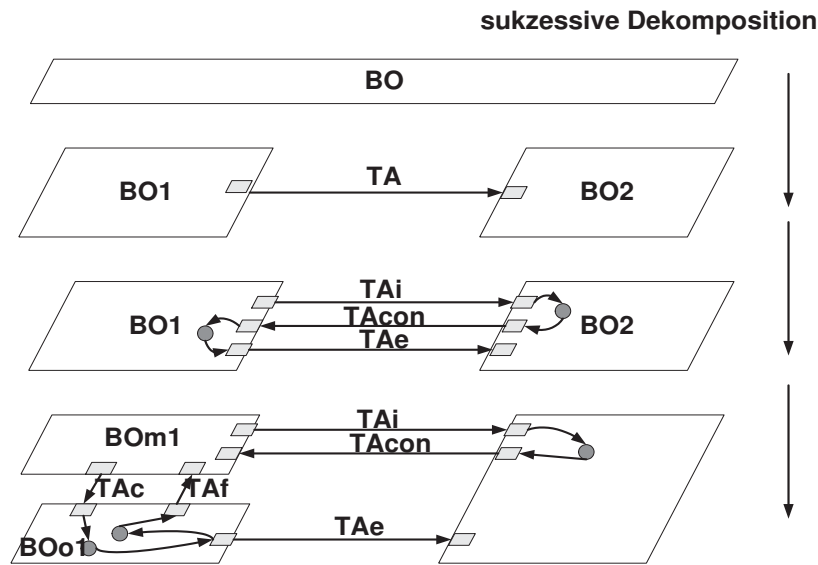 sukzessive Dekomposition
BO
BO1
TA
BO2
BO1
TAi
TAcon
TAe
BO2
BOm1
TAi
TAcon
TAc
TAf
BOo1
TAe